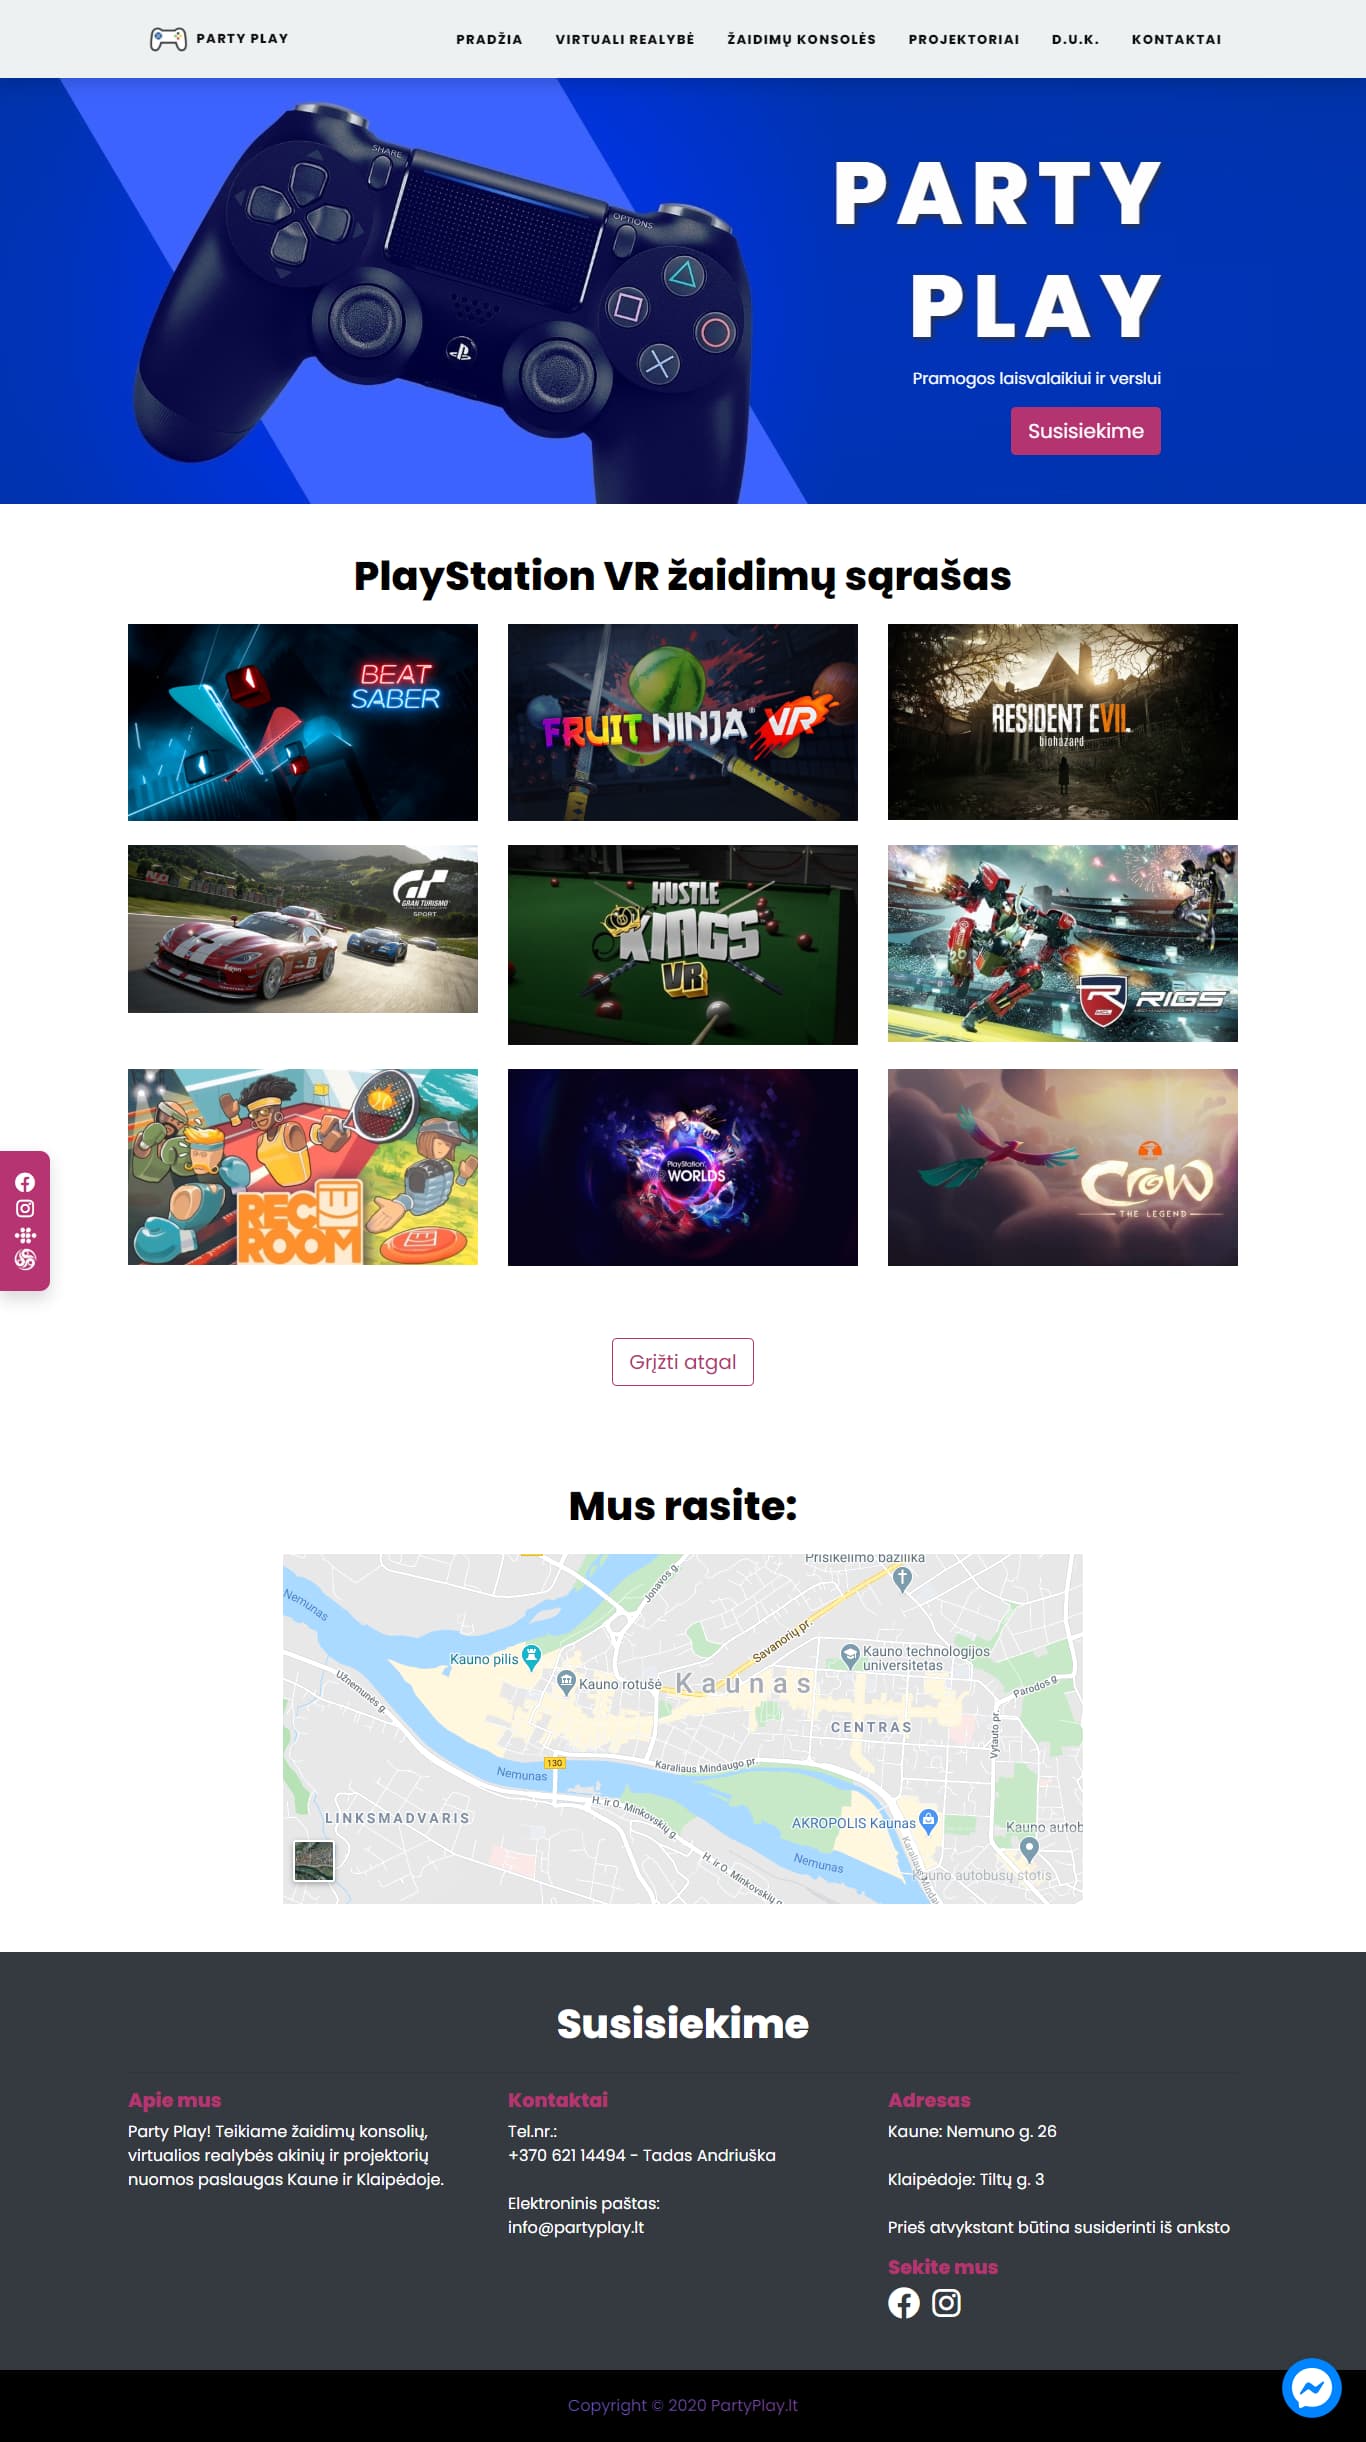 PARTY PLAY
PRADŽIA
VIRTUALI REALYBĖ
ŽAIDIMŲ KONSOLĖS
PROJEKTORIAI
D.U.K.
KONTAKTAI
SHARE
OPTIONS
PARTY
PLAY
Pramogos laisvalaikiui ir verslui
Susisiekime
PlayStation VR žaidimų sąrašas
BEAT
SABER
FRUIT NINJA VR
RESIDENT EVIL
biohazard
GT
GRAN TURISMO
SPORT
HUSTLE
KINGS
VR
R RIGS
REC
ROOM
PlayStation
WORLDS
CROW
THE LEGEND
Grįžti atgal
Mus rasite:
Prisikėlimo bazilika
Jonavos g.
Nemunas
Savanorių pr.
Kauno pilis
Kauno technologijos
universitetas
Kauno rotušė
Kaunas
Užnemunės g.
Parodos g.
CENTRAS
Vytauto pr.
130
Karaliaus Mindaugo pr.
Nemunas
H. ir O. Minkovskių g.
LINKSMADVARIS
AKROPOLIS Kaunas
Kauno autob
H. ir O. Minkovskių g.
Nemunas
Karaliaus Mindau
Kauno autobusų stotis
Susisiekime
Apie mus
Party Play! Teikiame žaidimų konsolių,
virtualios realybės akinių ir projektorių
nuomos paslaugas Kaune ir Klaipėdoje.
Kontaktai
Tel.nr.:
+370 621 14494 - Tadas Andriuška
Elektroninis paštas:
info@partyplay.lt
Adresas
Kaune: Nemuno g. 26
Klaipėdoje: Tiltų g. 3
Prieš atvykstant būtina susiderinti iš anksto
Sekite mus
Copyright © 2020 PartyPlay.lt